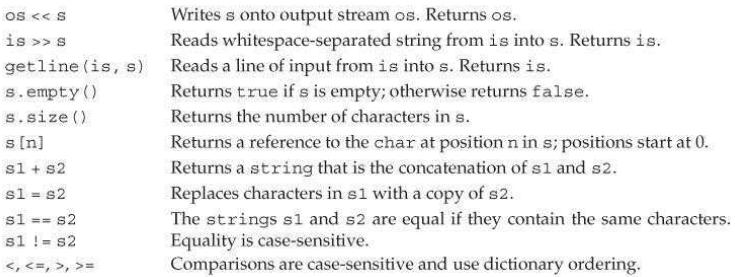 os << s Writes s onto output stream os. Returns os.
is >> s Reads whitespace-separated string from is into s. Returns is.
getline(is, s) Reads a line of input from is into s. Returns is.
s.empty() Returns true if s is empty; otherwise returns false.
s.size() Returns the number of characters in s.
s[n] Returns a reference to the char at position n in s; positions start at 0.
s1 + s2 Returns a string that is the concatenation of s1 and s2.
s1 = s2 Replaces characters in s1 with a copy of s2.
s1 == s2 The strings s1 and s2 are equal if they contain the same characters.
s1 != s2 Equality is case-sensitive.
<, <=, >, >= Comparisons are case-sensitive and use dictionary ordering.